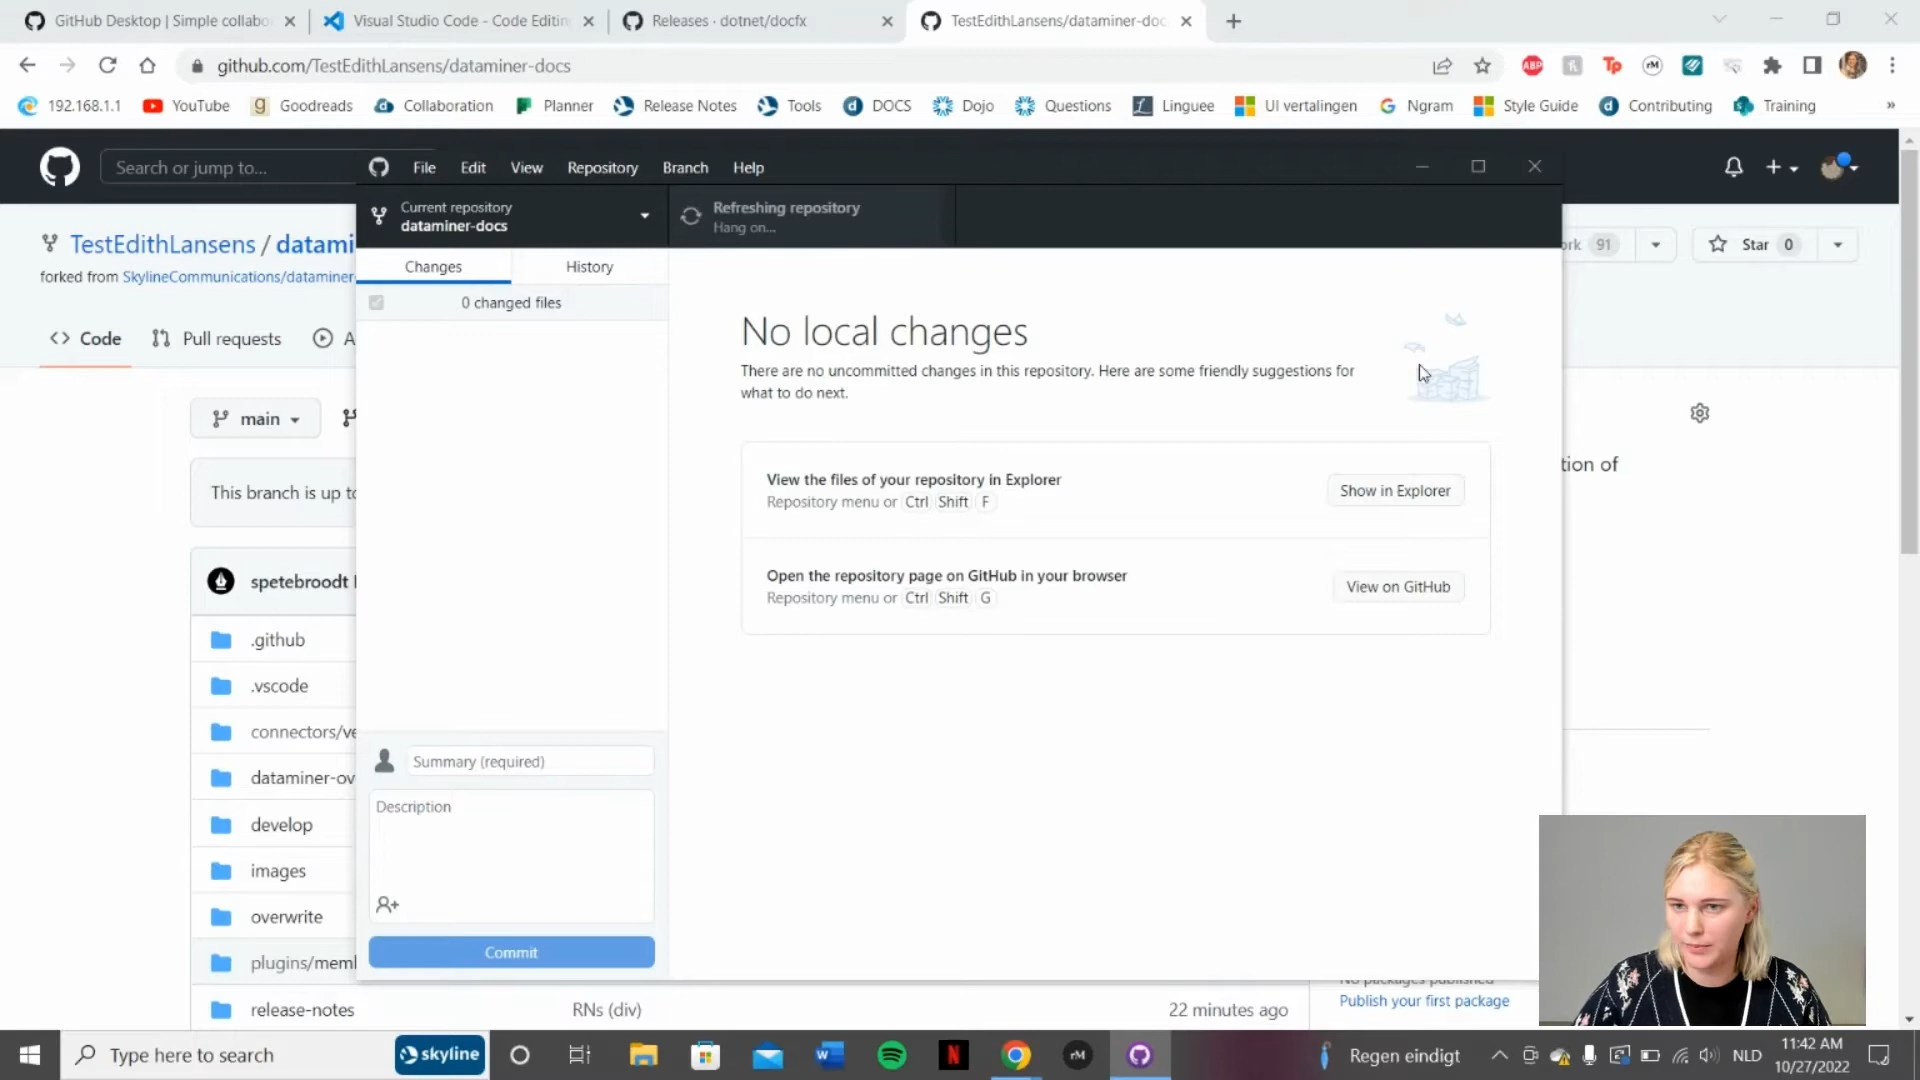 GitHub Desktop | Simple collabo
Visual Studio Code - Code Editin
Releases · dotnet/docfx
TestEdithLansens/dataminer-doc
github.com/TestEdithLansens/dataminer-docs
192.168.1.1
YouTube
Goodreads
Collaboration
Planner
Release Notes
Tools
DOCS
Dojo
Questions
Linguee
UI vertalingen
Ngram
Style Guide
Contributing
Training
»
Search or jump to...
File
Edit
View
Repository
Branch
Help
Current repository
dataminer-docs
Refreshing repository
Hang on...
TestEdithLansens / datami
forked from SkylineCommunications/dataminer-
ork 91
Star 0
Changes
History
0 changed files
Code
Pull requests
A
No local changes
There are no uncommitted changes in this repository. Here are some friendly suggestions for
what to do next.
main
This branch is up to
tion of
View the files of your repository in Explorer
Repository menu or Ctrl Shift F
Show in Explorer
Open the repository page on GitHub in your browser
Repository menu or Ctrl Shift G
View on GitHub
spetebroodt
.github
.vscode
connectors/ve
dataminer-ov
develop
images
overwrite
plugins/meml
release-notes
RNs (div)
22 minutes ago
Summary (required)
Description
Commit
No packages published
Publish your first package
Type here to search
skyline
W
N
rM
Regen eindigt
NLD
11:42 AM
10/27/2022